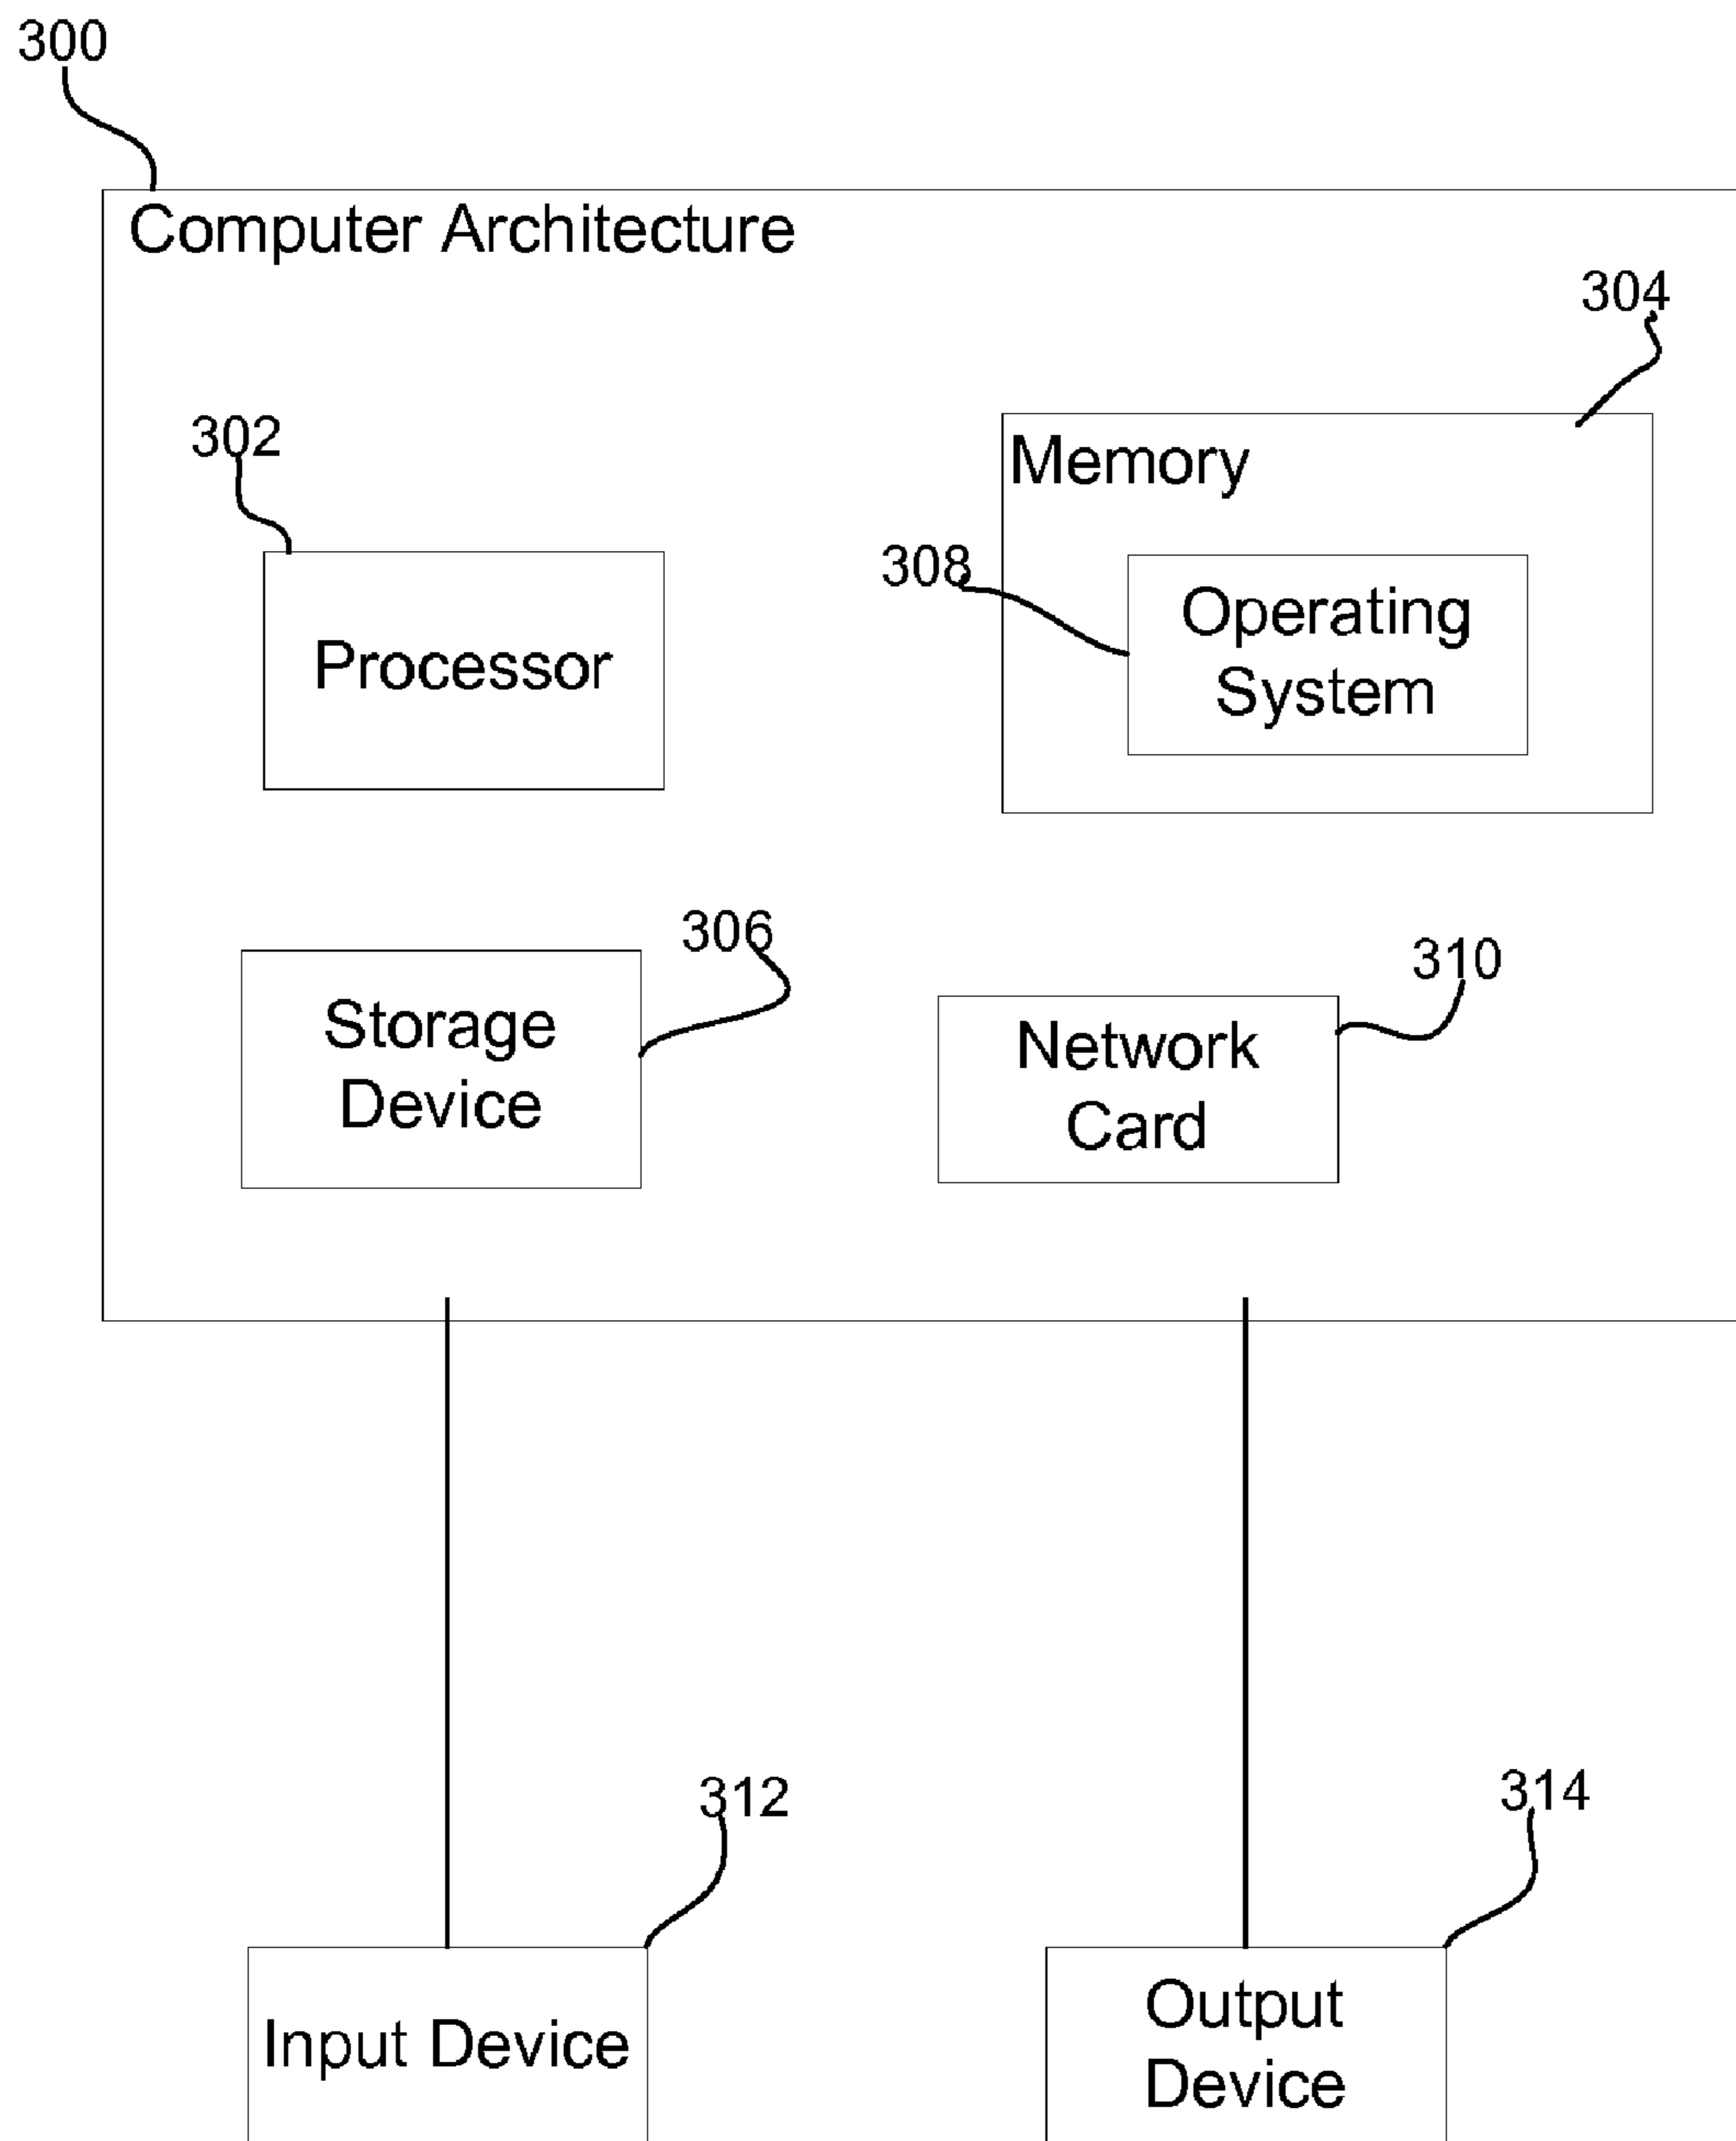 300
Computer Architecture
304
302
Memory
308
Operating
System
Processor
306
310
Storage
Device
Network
Card
312
314
Input Device
Output
Device